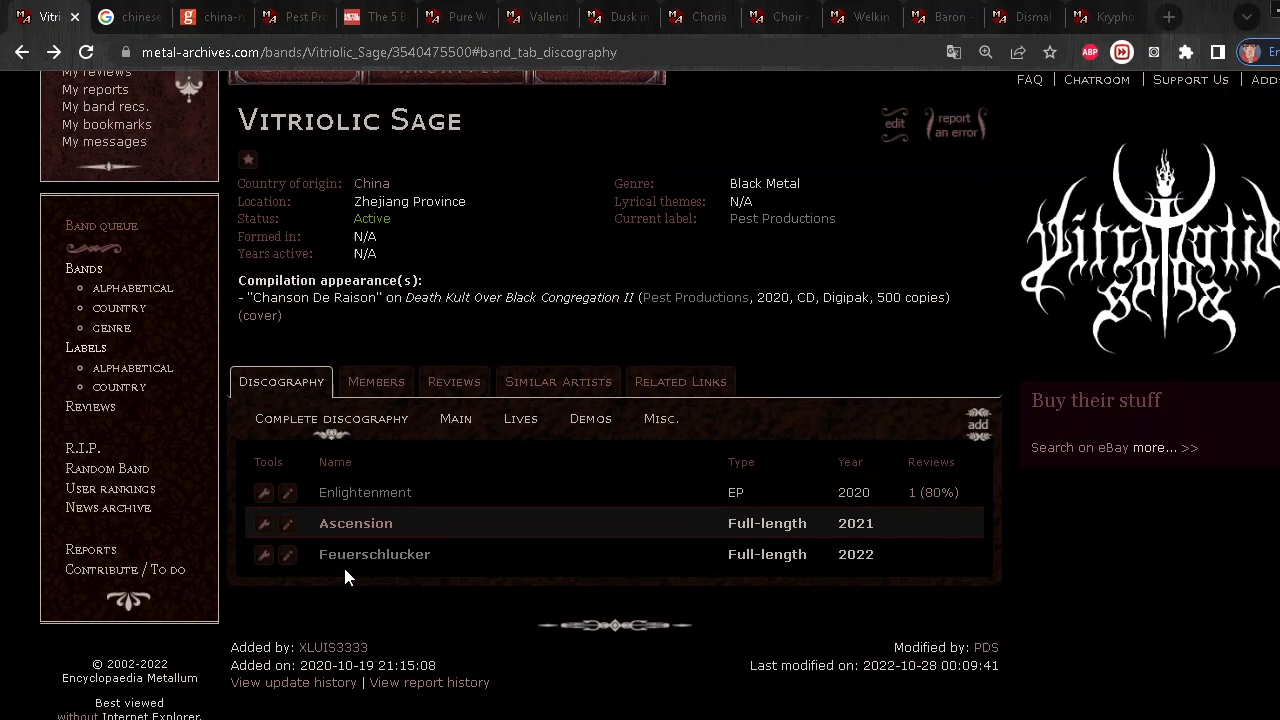 Vitri
chinese
china-r
Pest Pro
The 5 B
Pure W
Vallend
Dusk in
Choria
Choir -
Welkin
Baron -
Dismal
Krypho
metal-archives.com/bands/Vitriolic_Sage/3540475500#band_tab_discography
ABP
En
My reviews
My reports
My band recs.
My bookmarks
My messages
FAQ | Chatroom | Support Us | Add-
Vitriolic Sage
edit
report an error
Country of origin: China
Location: Zhejiang Province
Status: Active
Formed in: N/A
Years active: N/A
Genre: Black Metal
Lyrical themes: N/A
Current label: Pest Productions
Compilation appearance(s):
- "Chanson De Raison" on Death Kult Over Black Congregation II (Pest Productions, 2020, CD, Digipak, 500 copies)
(cover)
Vitriolic Sage
Buy their stuff
Search on eBay more... >>
Band queue
Bands
Alphabetical
Country
Genre
Labels
Alphabetical
Country
Reviews
R.I.P.
Random Band
User rankings
News archive
Reports
Contribute / To do
Discography Members Reviews Similar Artists Related Links
Complete discography Main Lives Demos Misc.
add
Tools Name Type Year Reviews
Enlightenment EP 2020 1 (80%)
Ascension Full-length 2021
Feuerschlucker Full-length 2022
Added by: XLUIS3333 Modified by: PDS
Added on: 2020-10-19 21:15:08 Last modified on: 2022-10-28 00:09:41
View update history | View report history
© 2002-2022
Encyclopaedia Metallum
Best viewed
without Internet Explorer,